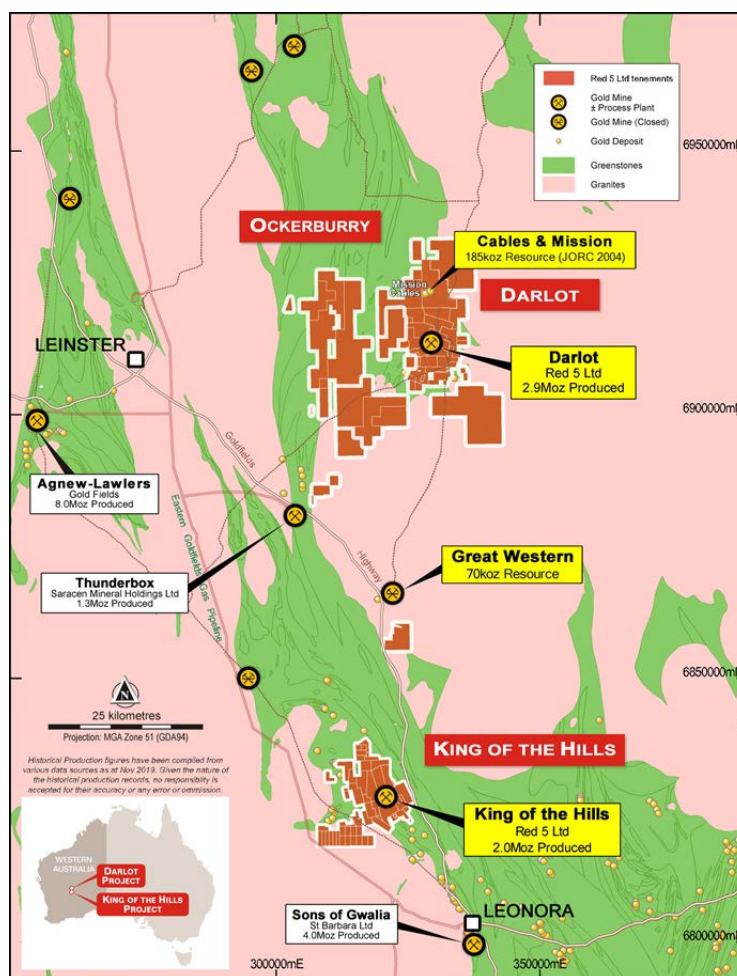 Red 5 Ltd tenements
Gold Mine
± Process Plant
Gold Mine (Closed)
Gold Deposit
Greenstones
Granites
6950000mN
OCKERBURRY
Cables & Mission
185koz Resource (JORC 2004)
Mission
Cables
DARLOT
LEINSTER
Darlot
Red 5 Ltd
2.9Moz Produced
6900000mN
Goldfields
Agnew-Lawlers
Gold Fields
8.0Moz Produced
Eastern Goldfields Gas Pipeline
Highway
Great Western
70koz Resource
Thunderbox
Saracen Mineral Holdings Ltd
1.3Moz Produced
6850000mN
N
25 kilometres
Projection: MGA Zone 51 (GDA94)
KING OF THE HILLS
Historical Production figures have been compiled from
various data sources as at Nov 2019. Given the nature of
the historical production records, no responsiblity is
accepted for their accuracy or any error or ommission.
King of the Hills
Red 5 Ltd
2.0Moz Produced
WESTERN
AUSTRALIA
DARLOT
PROJECT
KING OF THE HILLS
PROJECT
Sons of Gwalia
St Barbara Ltd
4.0Moz Produced
LEONORA
6800000mN
300000mE
350000mE